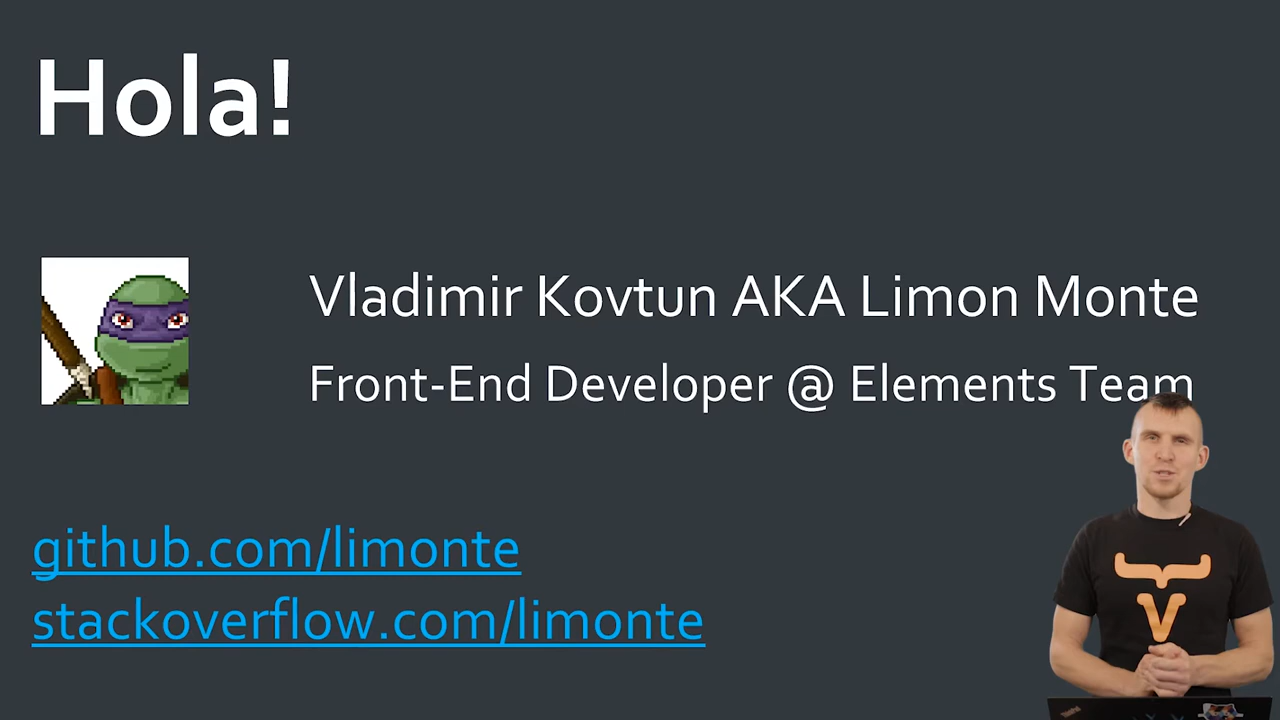 Hola!
Vladimir Kovtun AKA Limon Monte
Front-End Developer @ Elements Team
github.com/limonte
stackoverflow.com/limonte